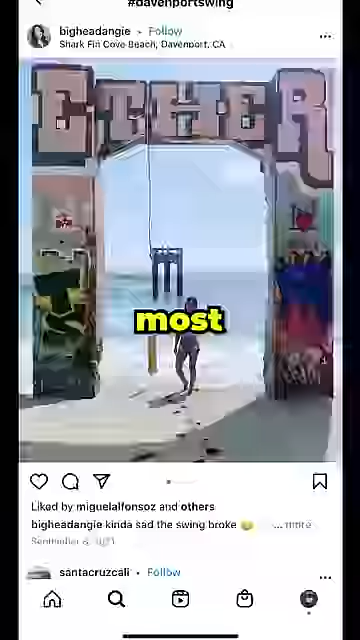 #davenportswing
bigheadangie • Follow
Shark Fin Cove Beach, Davenport, CA
ETHER
most
Liked by miguelalfonsoz and others
bigheadangie kinda sad the swing broke 😢 ... more
santacruzcali • Follow